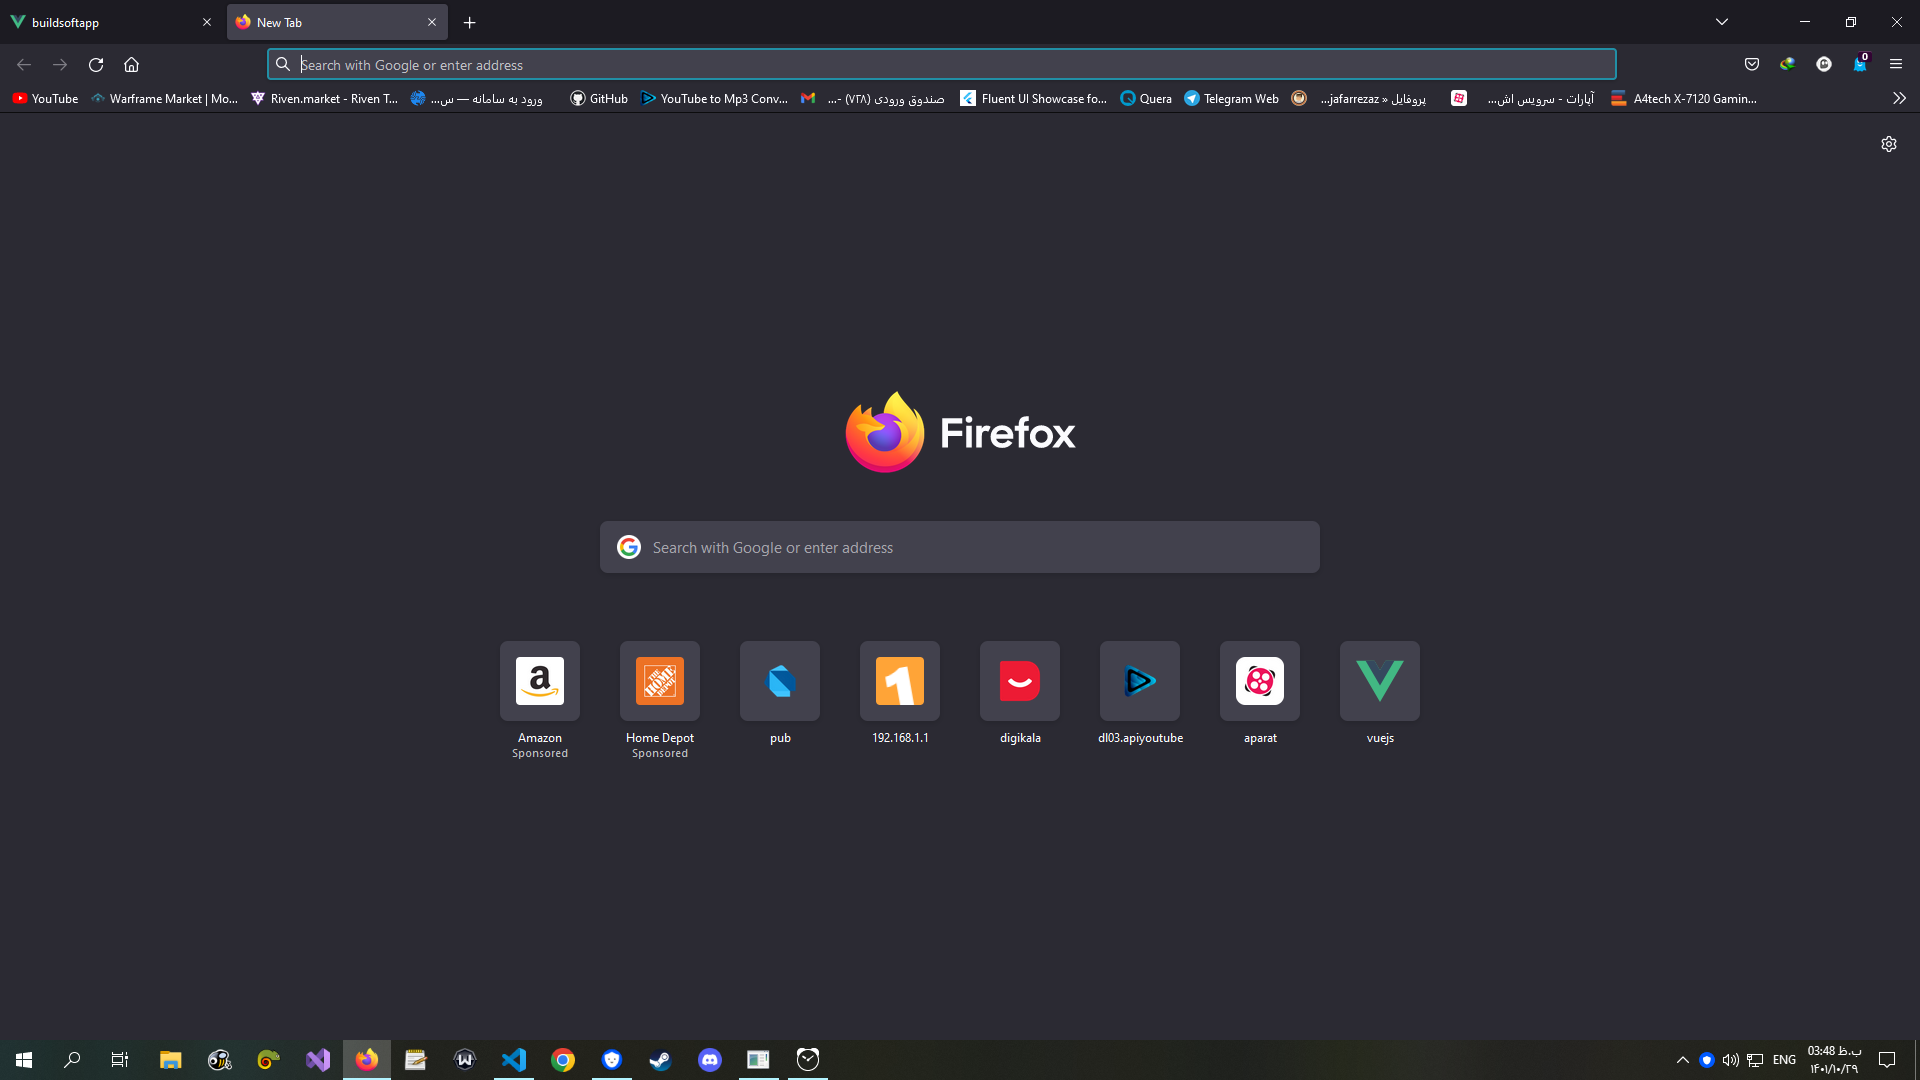 buildsoftapp
New Tab
Search with Google or enter address
YouTube
Warframe Market | Mo...
Riven.market - Riven T...
ورود به سامانه — س...
GitHub
YouTube to Mp3 Conv...
صندوق ورودی (۷۲۸) -...
Fluent UI Showcase fo...
Quera
Telegram Web
پروفایل » jafarrezaz...
آپارات - سرویس اش...
A4tech X-7120 Gamin...
0
Firefox
Search with Google or enter address
Amazon
Sponsored
Home Depot
Sponsored
pub
192.168.1.1
digikala
dl03.apiyoutube
aparat
vuejs
ENG
03:48 ب.ظ
۱۴۰۱/۱۰/۲۹